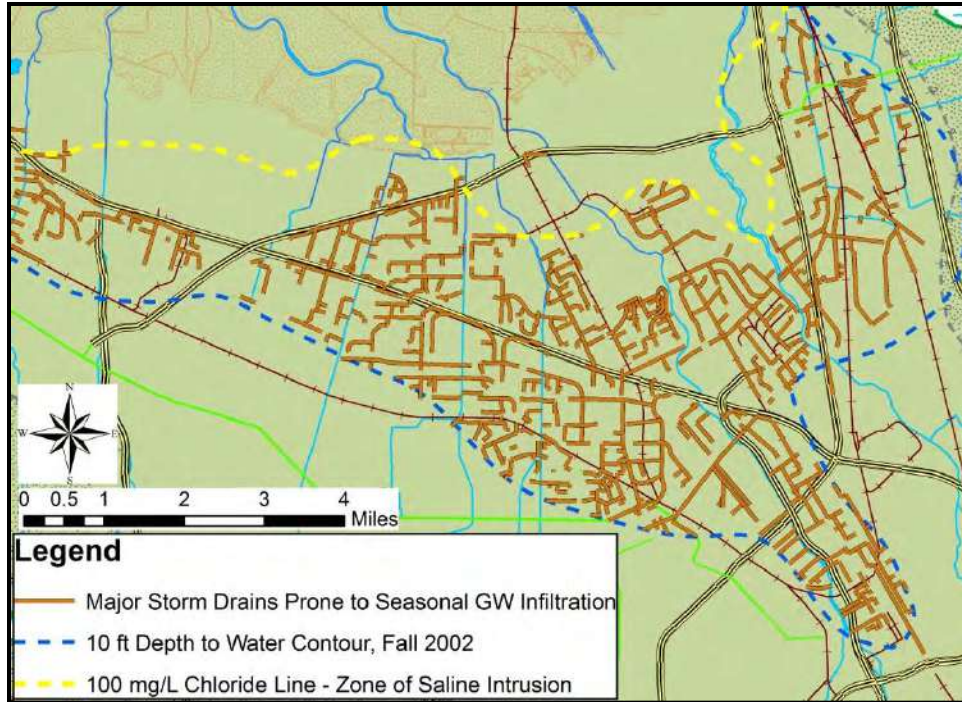 N
W E
S
0 0.5 1 2 3 4
Miles
Legend
Major Storm Drains Prone to Seasonal GW Infiltration
10 ft Depth to Water Contour, Fall 2002
100 mg/L Chloride Line - Zone of Saline Intrusion